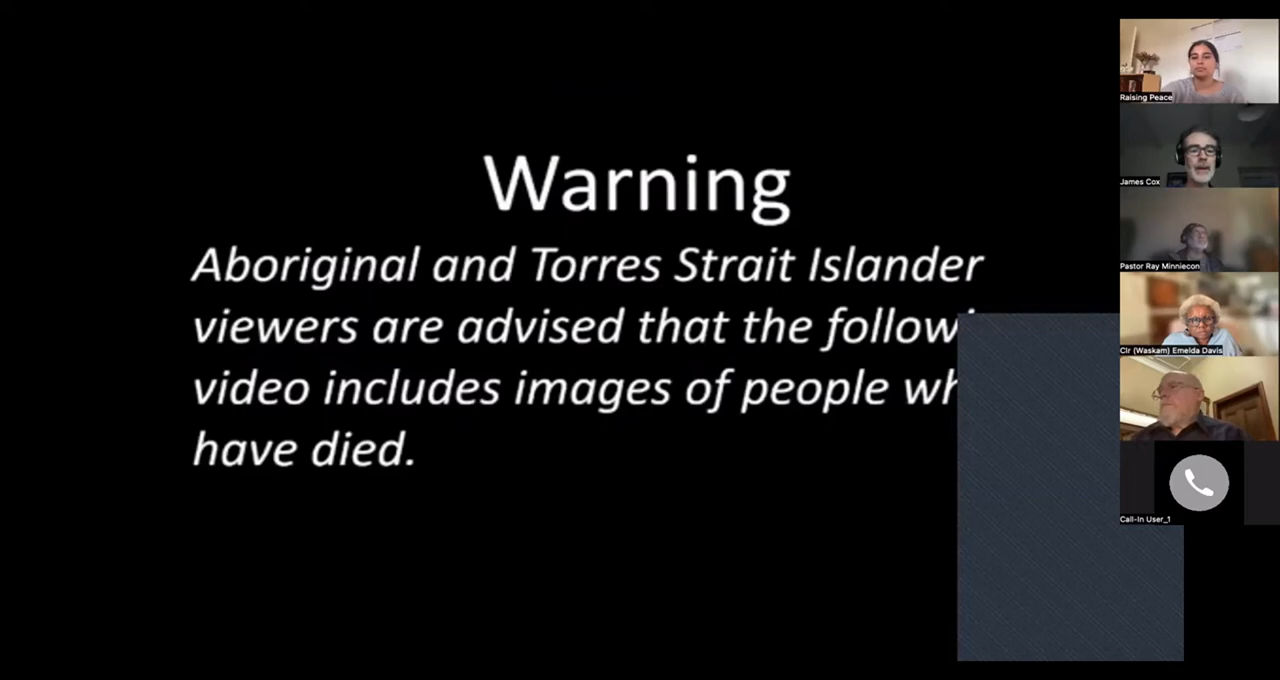 Warning
Aboriginal and Torres Strait Islander
viewers are advised that the followi
video includes images of people wh
have died.
Raising Peace
James Cox
Pastor Ray Minniecon
Clr (Waskam) Emelda Davis
Call-In User_1